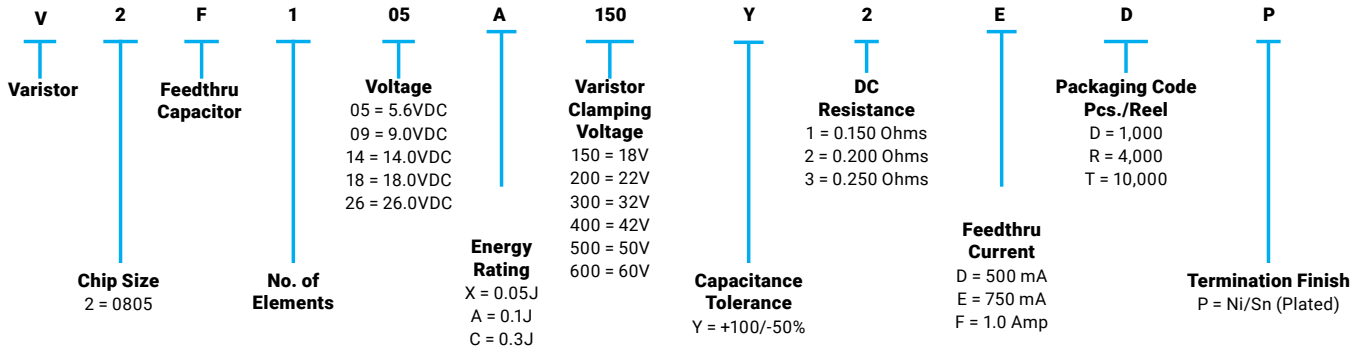 V 2 F 1 05 A 150 Y 2 E D P
Varistor
Chip Size
2 = 0805
Feedthru
Capacitor
No. of
Elements
Voltage
05 = 5.6VDC
09 = 9.0VDC
14 = 14.0VDC
18 = 18.0VDC
26 = 26.0VDC
Energy
Rating
X = 0.05J
A = 0.1J
C = 0.3J
Varistor
Clamping
Voltage
150 = 18V
200 = 22V
300 = 32V
400 = 42V
500 = 50V
600 = 60V
Capacitance
Tolerance
Y = +100/-50%
DC
Resistance
1 = 0.150 Ohms
2 = 0.200 Ohms
3 = 0.250 Ohms
Feedthru
Current
D = 500 mA
E = 750 mA
F = 1.0 Amp
Packaging Code
Pcs./Reel
D = 1,000
R = 4,000
T = 10,000
Termination Finish
P = Ni/Sn (Plated)